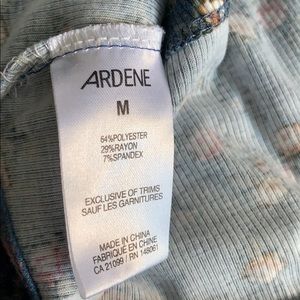 ARDENE
M
64%POLYESTER
29%RAYON
7%SPANDEX
EXCLUSIVE OF TRIMS
SAUF LES GARNITURES
MADE IN CHINA
FABRIQUÉ EN CHINE
CA 21099 / RN 148061